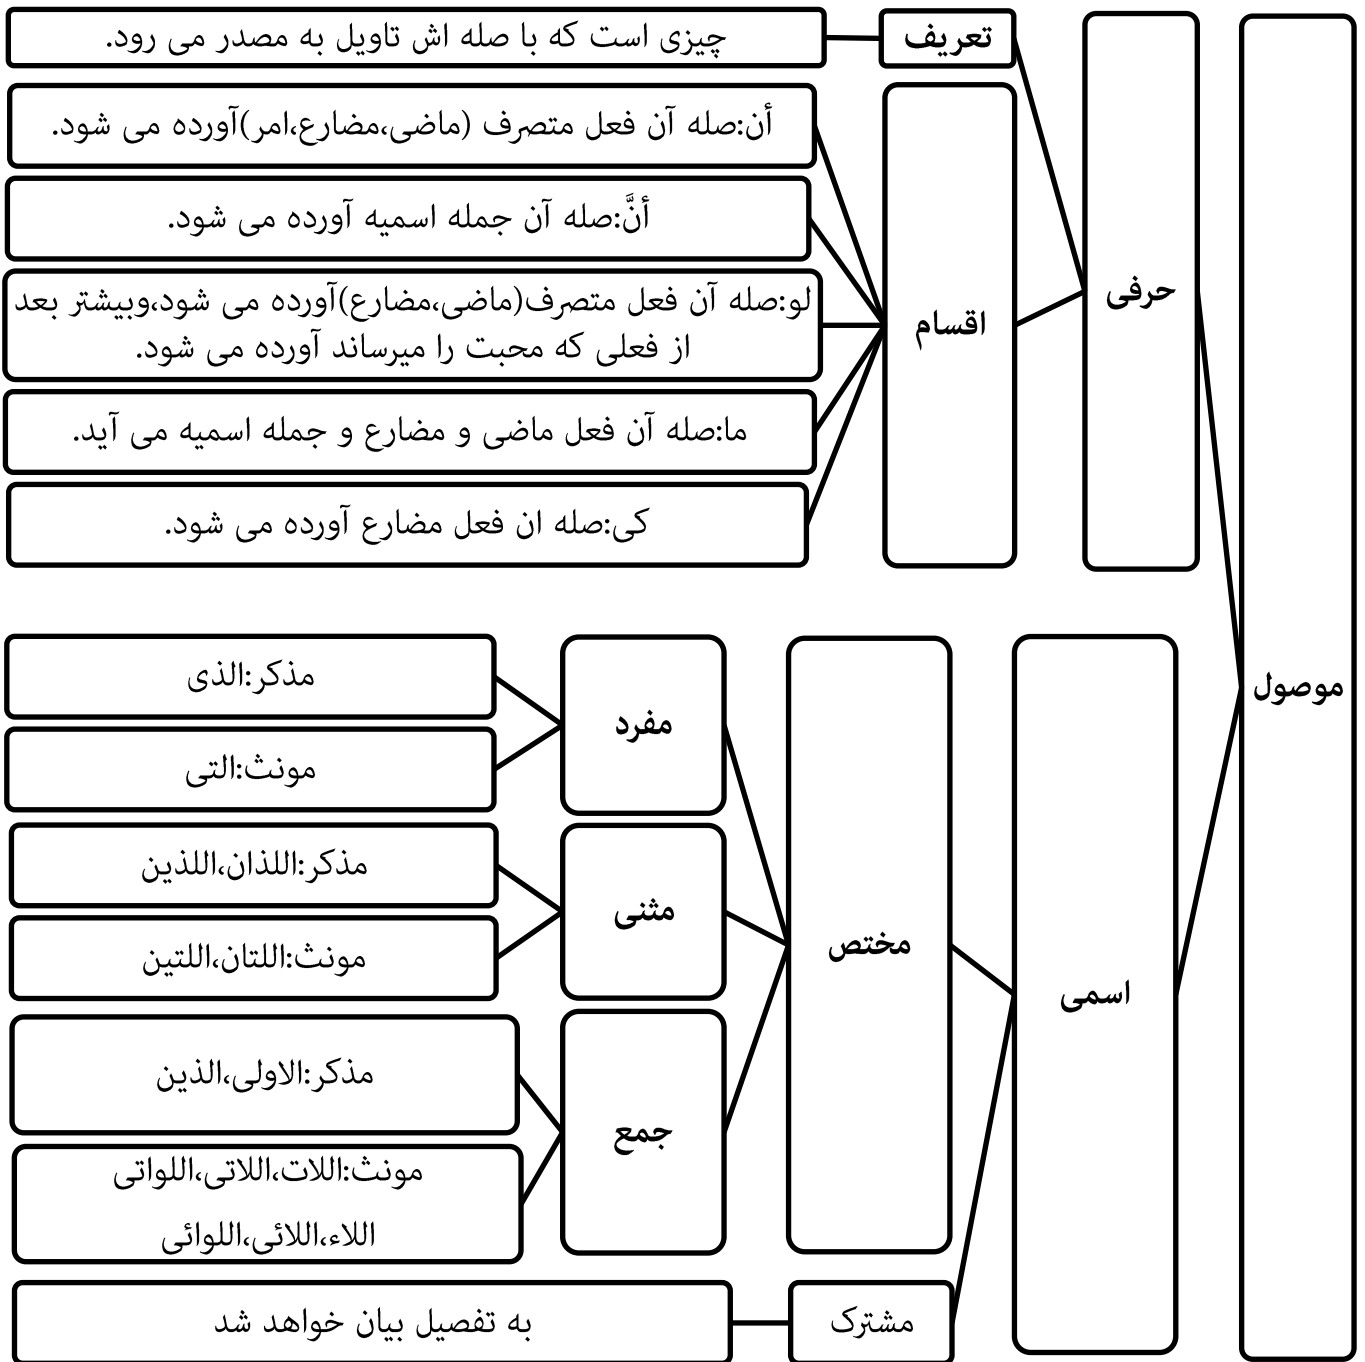 موصول
حرفی
تعریف
چیزی است که با صله اش تاویل به مصدر می رود.
اقسام
أن:صله آن فعل متصرف (ماضی،مضارع،امر)آورده می شود.
أنَّ:صله آن جمله اسمیه آورده می شود.
لو:صله آن فعل متصرف(ماضی،مضارع)آورده می شود،وبیشتر بعد
از فعلی که محبت را میرساند آورده می شود.
ما:صله آن فعل ماضی و مضارع و جمله اسمیه می آید.
کی:صله ان فعل مضارع آورده می شود.
اسمی
مختص
مفرد
مذکر:الذی
مونث:التی
مثنی
مذکر:اللذان،اللذین
مونث:اللتان،اللتین
جمع
مذکر:الاولی،الذین
مونث:اللات،اللاتی،اللواتی
اللاء،اللائی،اللوائی
مشترک
به تفصیل بیان خواهد شد